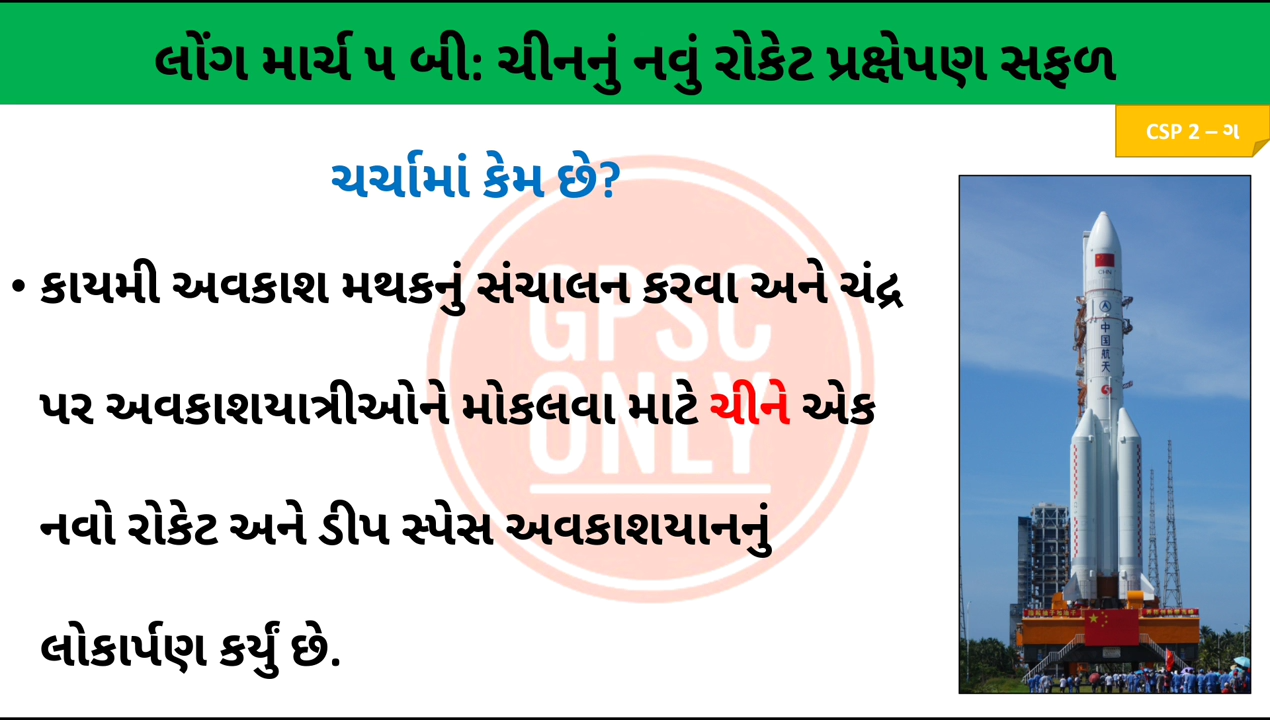 લોંગ માર્ચ ૫ બી: ચીનનું નવું રોકેટ પ્રક્ષેપણ સફળ
CSP 2 – ગ
ચર્ચામાં કેમ છે?
• કાયમી અવકાશ મથકનું સંચાલન કરવા અને ચંદ્ર
પર અવકાશયાત્રીઓને મોકલવા માટે ચીને એક
નવો રોકેટ અને ડીપ સ્પેસ અવકાશયાનનું
લોકાર્પણ કર્યું છે.
GPSC
ONLY
中国航天